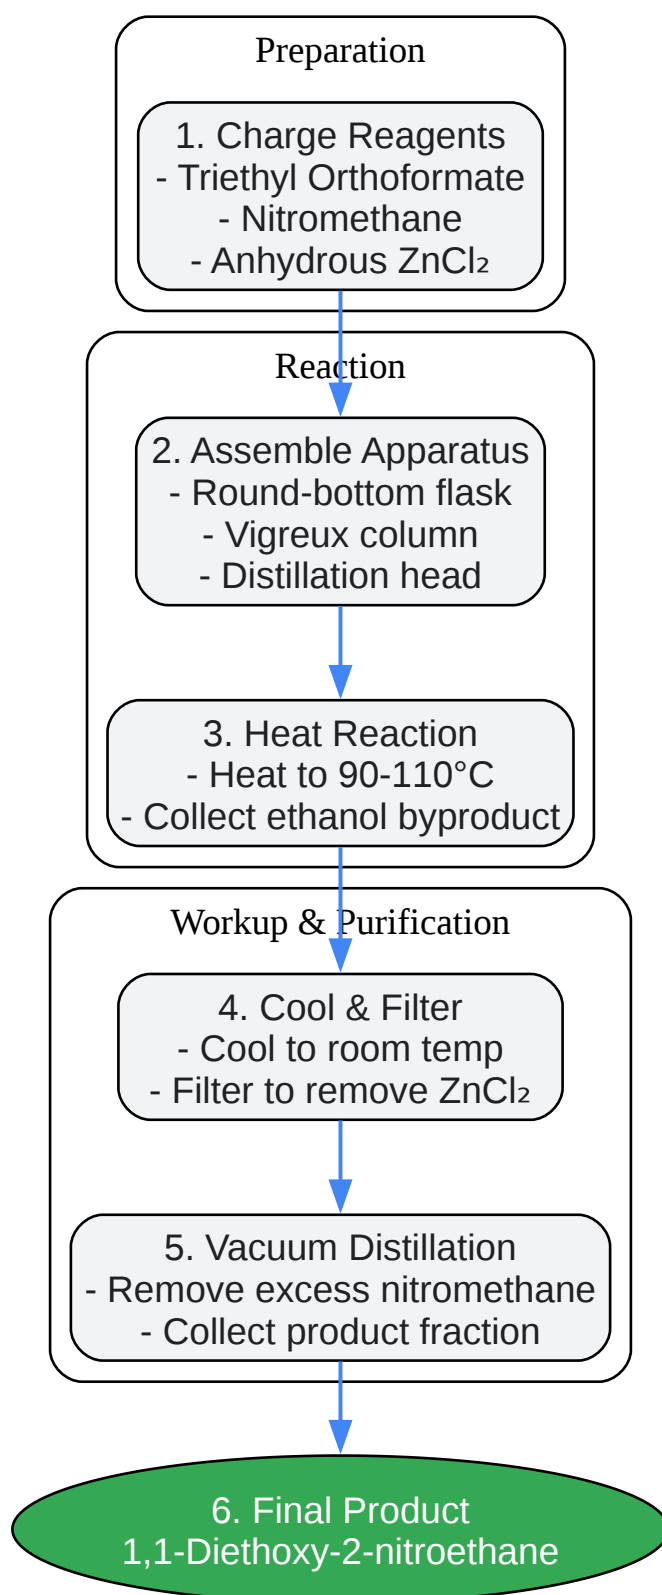 Preparation
1. Charge Reagents
- Triethyl Orthoformate
- Nitromethane
- Anhydrous ZnCl₂
Reaction
2. Assemble Apparatus
- Round-bottom flask
- Vigreux column
- Distillation head
3. Heat Reaction
- Heat to 90-110°C
- Collect ethanol byproduct
Workup & Purification
4. Cool & Filter
- Cool to room temp
- Filter to remove ZnCl₂
5. Vacuum Distillation
- Remove excess nitromethane
- Collect product fraction
6. Final Product
1,1-Diethoxy-2-nitroethane